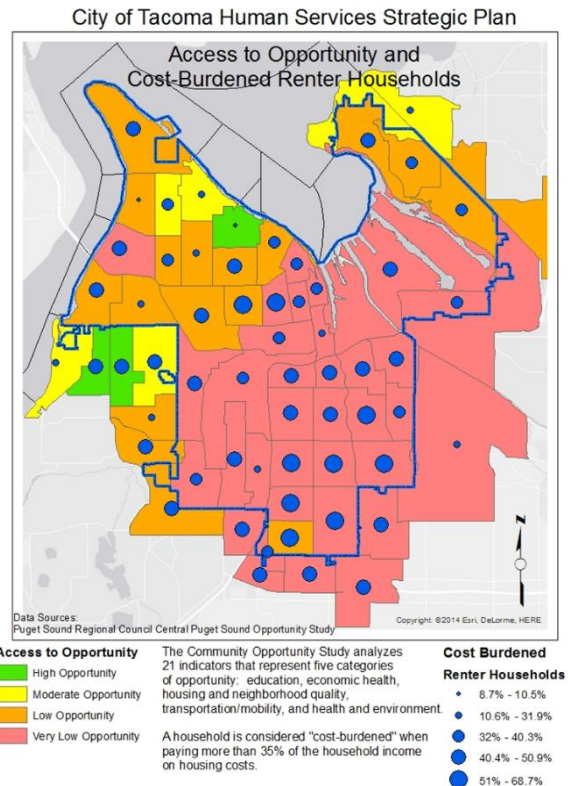 City of Tacoma Human Services Strategic Plan
Access to Opportunity and
Cost-Burdened Renter Households
N
Data Sources:
Puget Sound Regional Council Central Puget Sound Opportunity Study
Copyright: ©2014 Esri, DeLorme, HERE
Access to Opportunity
High Opportunity
Moderate Opportunity
Low Opportunity
Very Low Opportunity
The Community Opportunity Study analyzes
21 indicators that represent five categories
of opportunity: education, economic health,
housing and neighborhood quality,
transportation/mobility, and health and environment.
A household is considered "cost-burdened" when
paying more than 35% of the household income
on housing costs.
Cost Burdened
Renter Households
8.7% - 10.5%
10.6% - 31.9%
32% - 40.3%
40.4% - 50.9%
51% - 68.7%